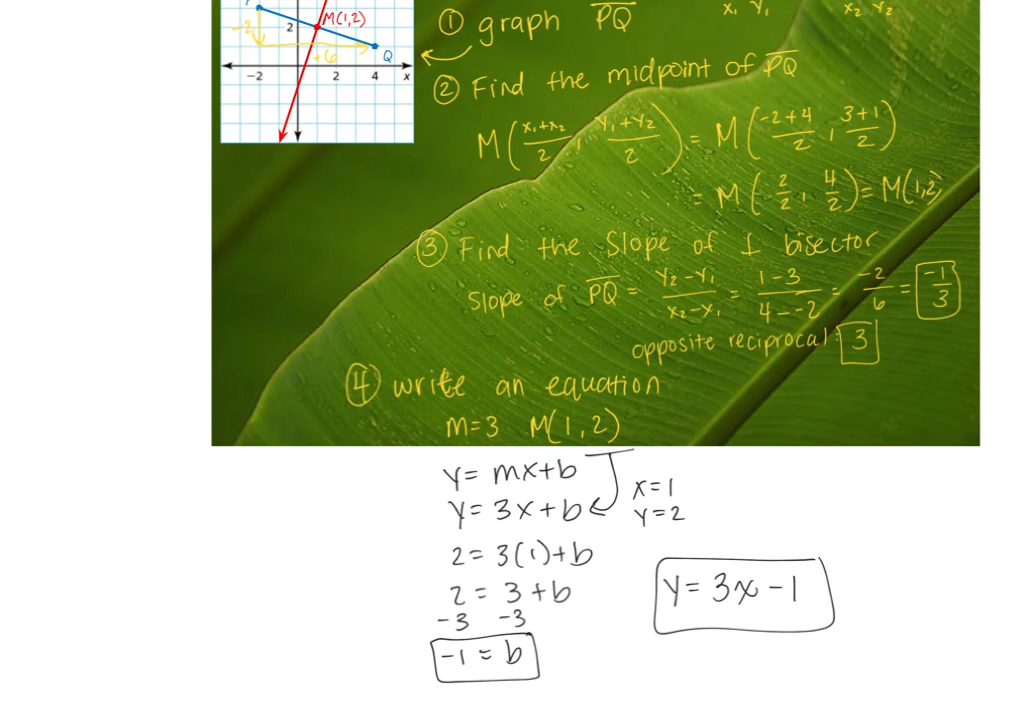 ① graph PQ x₁ y₁ x₂ y₂
M(1,2)
2
-2
+6
Q
-2 2 4 x
② Find the midpoint of PQ
M(x₁+x₂/2, y₁+y₂/2) = M(-2+4/2, 3+1/2)
= M(2/2, 4/2) = M(1,2)
③ Find the slope of ⊥ bisector
Slope of PQ = y₂-y₁/x₂-x₁ = 1-3/4--2 = -2/6 = -1/3
opposite reciprocal: 3
④ write an equation
m=3 M(1,2)
y= mx+b
y= 3x+b
x=1
y=2
2= 3(1)+b
2= 3+b
-3 -3
-1 = b
y= 3x-1